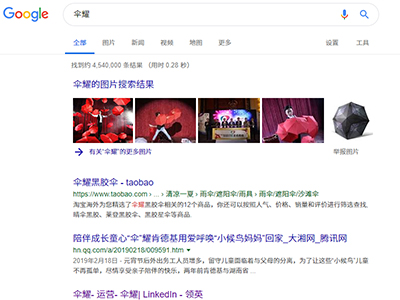 Google
伞耀
全部 图片 新闻 视频 地图 更多 设置 工具
找到约 4,540,000 条结果 （用时 0.28 秒）
伞耀的图片搜索结果
有关“伞耀”的更多图片 举报图片
伞耀黑胶伞 - taobao
https://www.taobao.com › ... › 清凉一夏 › 雨伞/遮阳伞/雨具 › 雨伞/遮阳伞/沙滩伞
淘宝海外为您精选了伞耀黑胶伞相关的12个商品，你还可以按照人气、价格、销量和评价进行筛选查找,
精伞黑胶、莱登黑胶伞、黑胶星伞等商品.
陪伴成长童心“伞”耀肯德基用爱呼唤“小候鸟妈妈”回家_大湘网_腾讯网
hn.qq.com/a/20190218/009591.htm
2019年2月18日 - 元宵节后外出务工人员增多，留守儿童面临着与父母的分离，为了让这些“小候鸟”儿童
不再孤单，尽情享受亲子陪伴的快乐，两年前肯德基与湖南省 ...
伞耀- 运营- 伞耀| LinkedIn - 领英